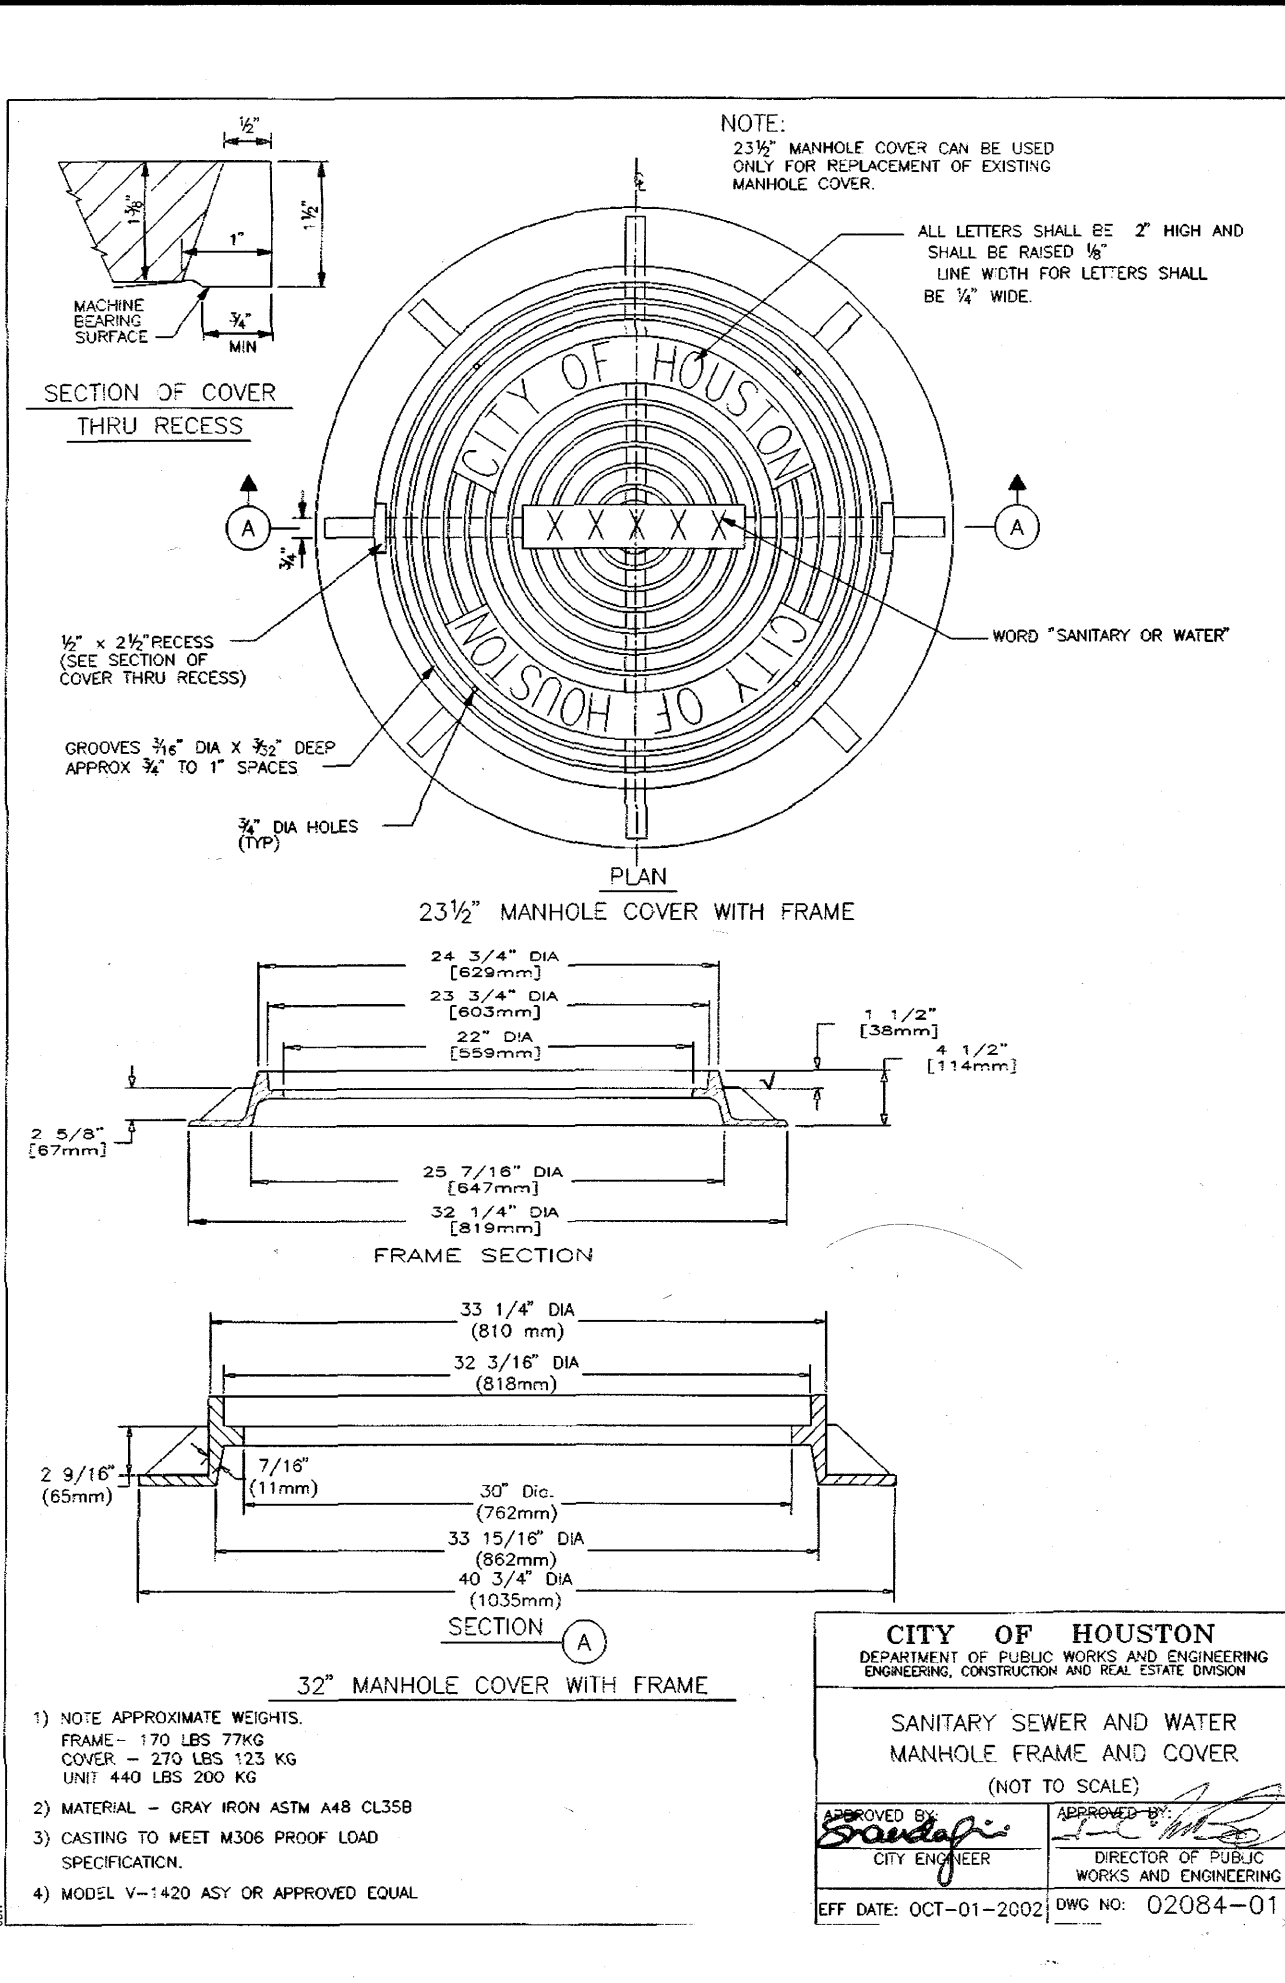 ½"
1⅜"
1"
1½"
MACHINE
BEARING
SURFACE
¾"
MIN
SECTION OF COVER
THRU RECESS
NOTE:
23½" MANHOLE COVER CAN BE USED
ONLY FOR REPLACEMENT OF EXISTING
MANHOLE COVER.
℄
ALL LETTERS SHALL BE 2" HIGH AND
SHALL BE RAISED ⅛"
LINE WIDTH FOR LETTERS SHALL
BE ¼" WIDE.
CITY OF HOUSTON
A
¾"
X X X X X
A
CITY OF HOUSTON
WORD "SANITARY OR WATER"
½" x 2½" RECESS
(SEE SECTION OF
COVER THRU RECESS)
GROOVES 3/16" DIA X 3/32" DEEP
APPROX ¾" TO 1" SPACES
¾" DIA HOLES
(TYP)
PLAN
23½" MANHOLE COVER WITH FRAME
24 3/4" DIA
[629mm]
23 3/4" DIA
[603mm]
22" DIA
[559mm]
1 1/2"
[38mm]
4 1/2"
[114mm]
2 5/8"
[67mm]
25 7/16" DIA
[647mm]
32 1/4" DIA
[819mm]
FRAME SECTION
33 1/4" DIA
(810 mm)
32 3/16" DIA
(818mm)
2 9/16"
(65mm)
7/16"
(11mm)
30" Dia.
(762mm)
33 15/16" DIA
(862mm)
40 3/4" DIA
(1035mm)
SECTION A
32" MANHOLE COVER WITH FRAME
1) NOTE APPROXIMATE WEIGHTS.
FRAME- 170 LBS 77KG
COVER - 270 LBS 123 KG
UNIT 440 LBS 200 KG
2) MATERIAL - GRAY IRON ASTM A48 CL35B
3) CASTING TO MEET M306 PROOF LOAD
SPECIFICATION.
4) MODEL V-1420 ASY OR APPROVED EQUAL
CITY OF HOUSTON
DEPARTMENT OF PUBLIC WORKS AND ENGINEERING
ENGINEERING, CONSTRUCTION AND REAL ESTATE DIVISION
SANITARY SEWER AND WATER
MANHOLE FRAME AND COVER
(NOT TO SCALE)
APPROVED BY:
CITY ENGINEER
APPROVED BY:
DIRECTOR OF PUBLIC
WORKS AND ENGINEERING
EFF DATE: OCT-01-2002
DWG NO: 02084-01